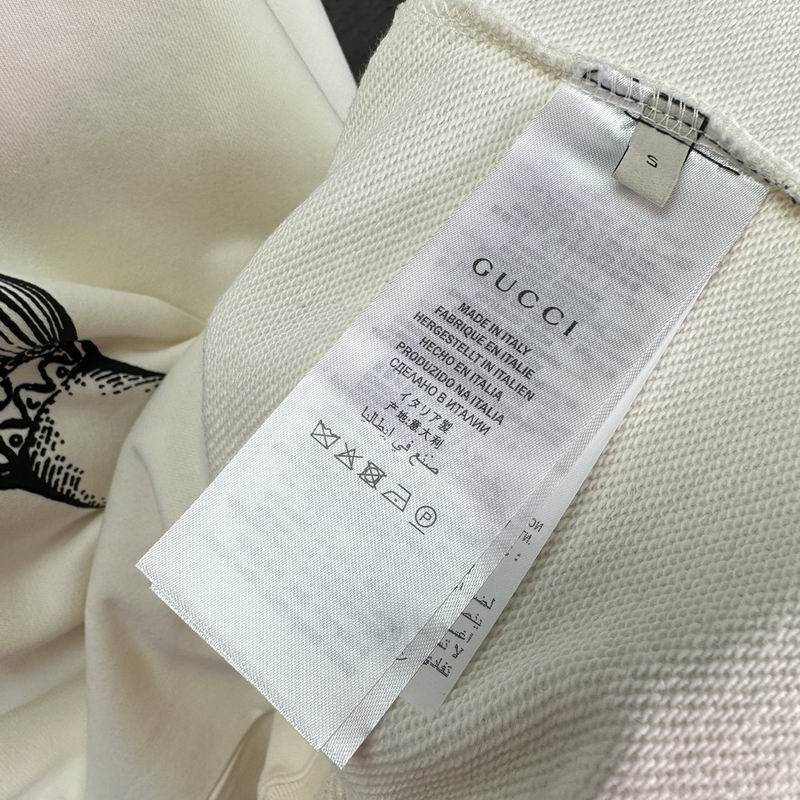 S
GUCCI
MADE IN ITALY
FABRIQUE EN ITALIE
HERGESTELLT IN ITALIEN
HECHO EN ITALIA
PRODUZIDO NA ITALIA
СДЕЛАНО В ИТАЛИИ
イタリア製
产地:意大利
صنع في إيطاليا
P